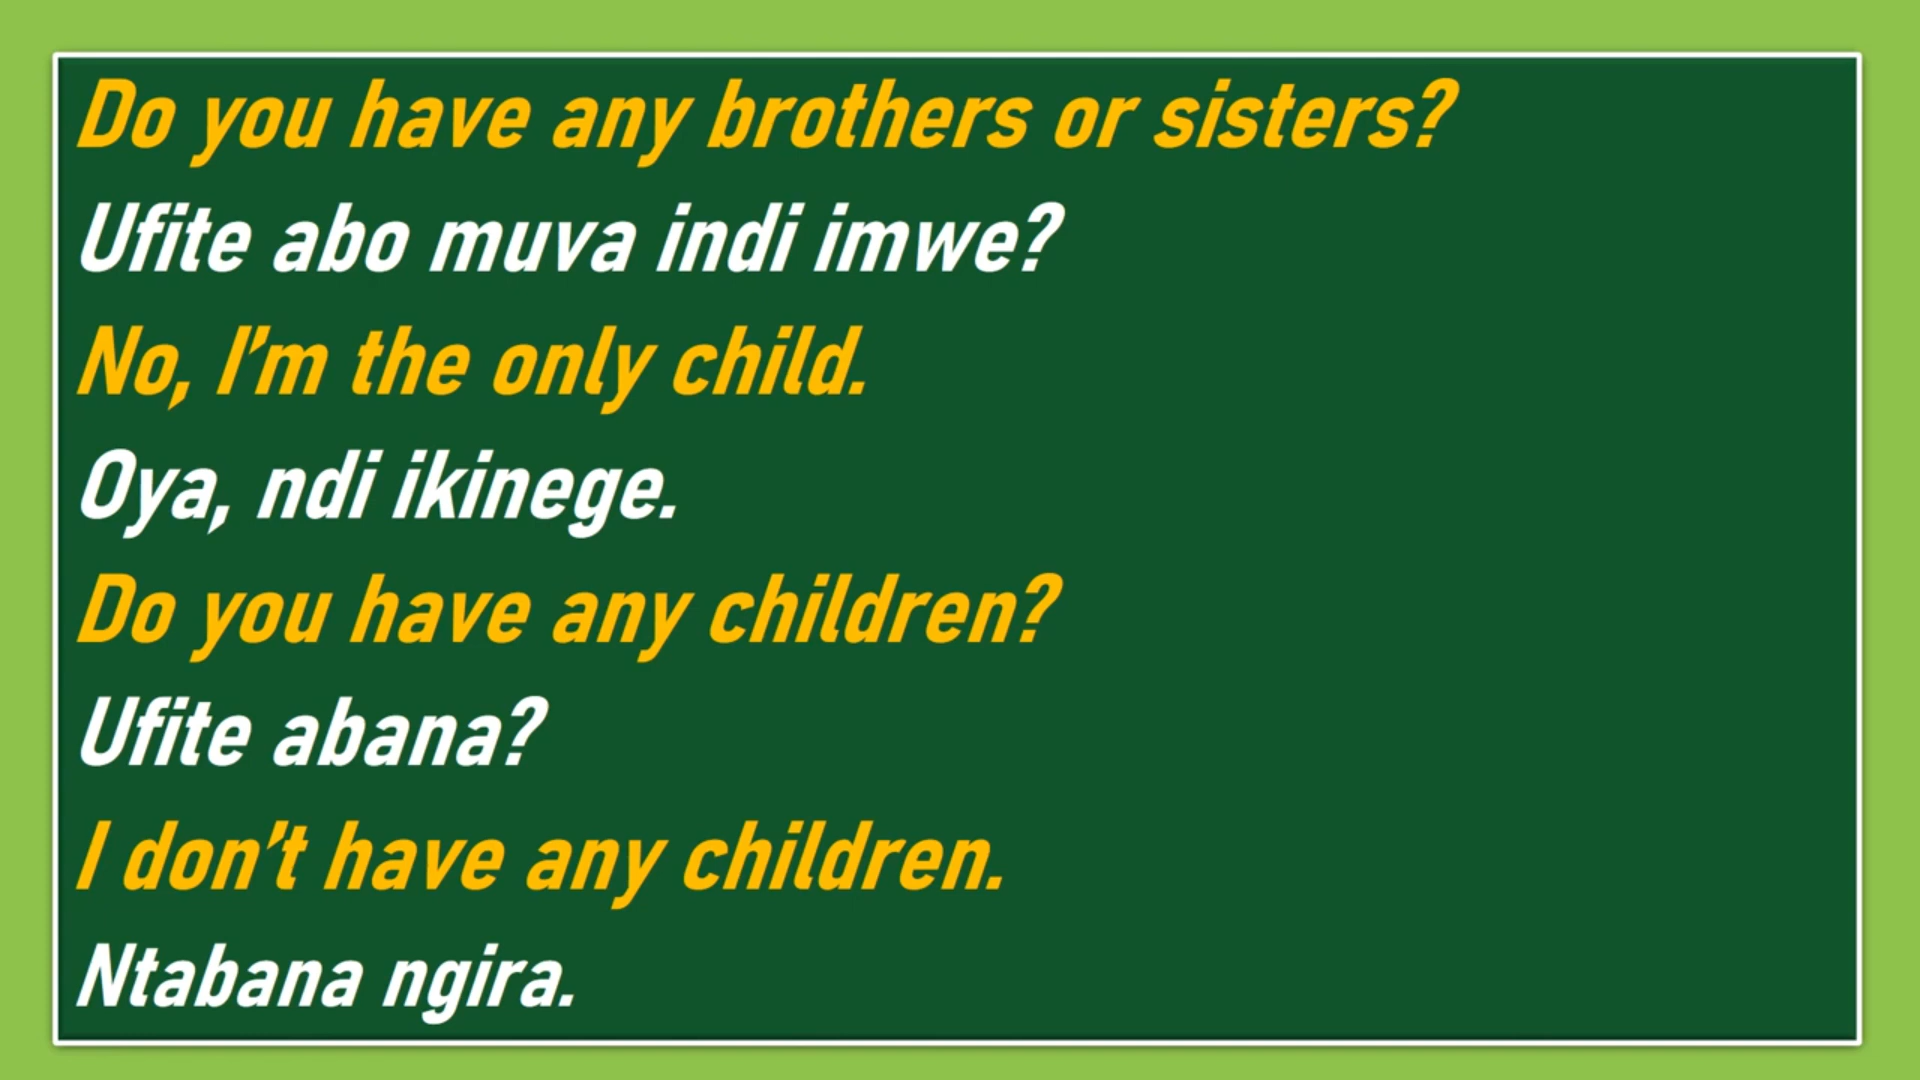 Do you have any brothers or sisters?
Ufite abo muva indi imwe?
No, I'm the only child.
Oya, ndi ikinege.
Do you have any children?
Ufite abana?
I don't have any children.
Ntabana ngira.